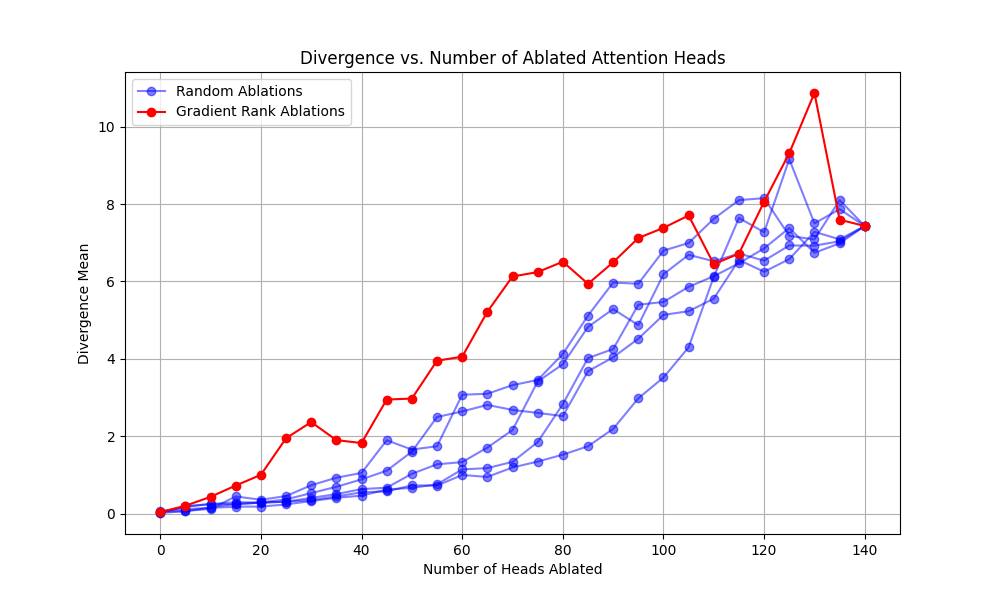 Divergence vs. Number of Ablated Attention Heads
Random Ablations
Gradient Rank Ablations
Divergence Mean
10
8
6
4
2
0
0 20 40 60 80 100 120 140
Number of Heads Ablated